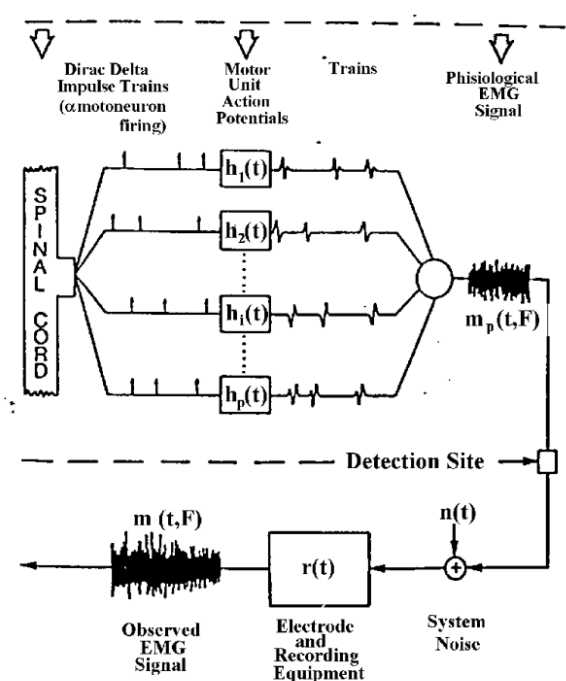 Dirac Delta
Impulse Trains
(αmotoneuron
firing)
Motor
Unit
Action
Potentials
Trains
Phisiological
EMG
Signal
SPINAL CORD
h₁(t)
h₂(t)
hᵢ(t)
hₚ(t)
mₚ(t,F)
Detection Site
m (t,F)
n(t)
r(t)
+
Observed
EMG
Signal
Electrode
and
Recording
Equipment
System
Noise